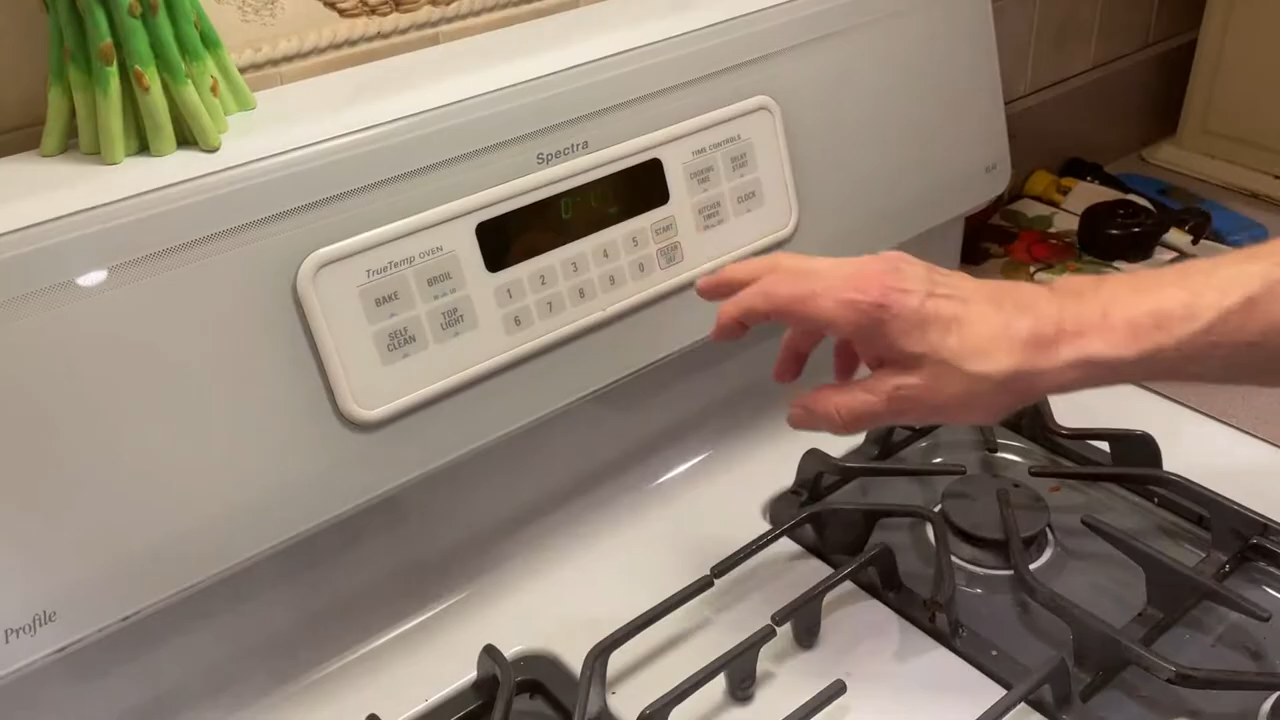 Spectra
TrueTemp OVEN
BAKE
BROIL
SELF
CLEAN
TOP
LIGHT
1 2 3 4 5
6 7 8 9 0
START
CLEAR
OFF
TIME CONTROLS
COOKING
TIME
DELAY
START
KITCHEN
TIMER
CLOCK
Profile